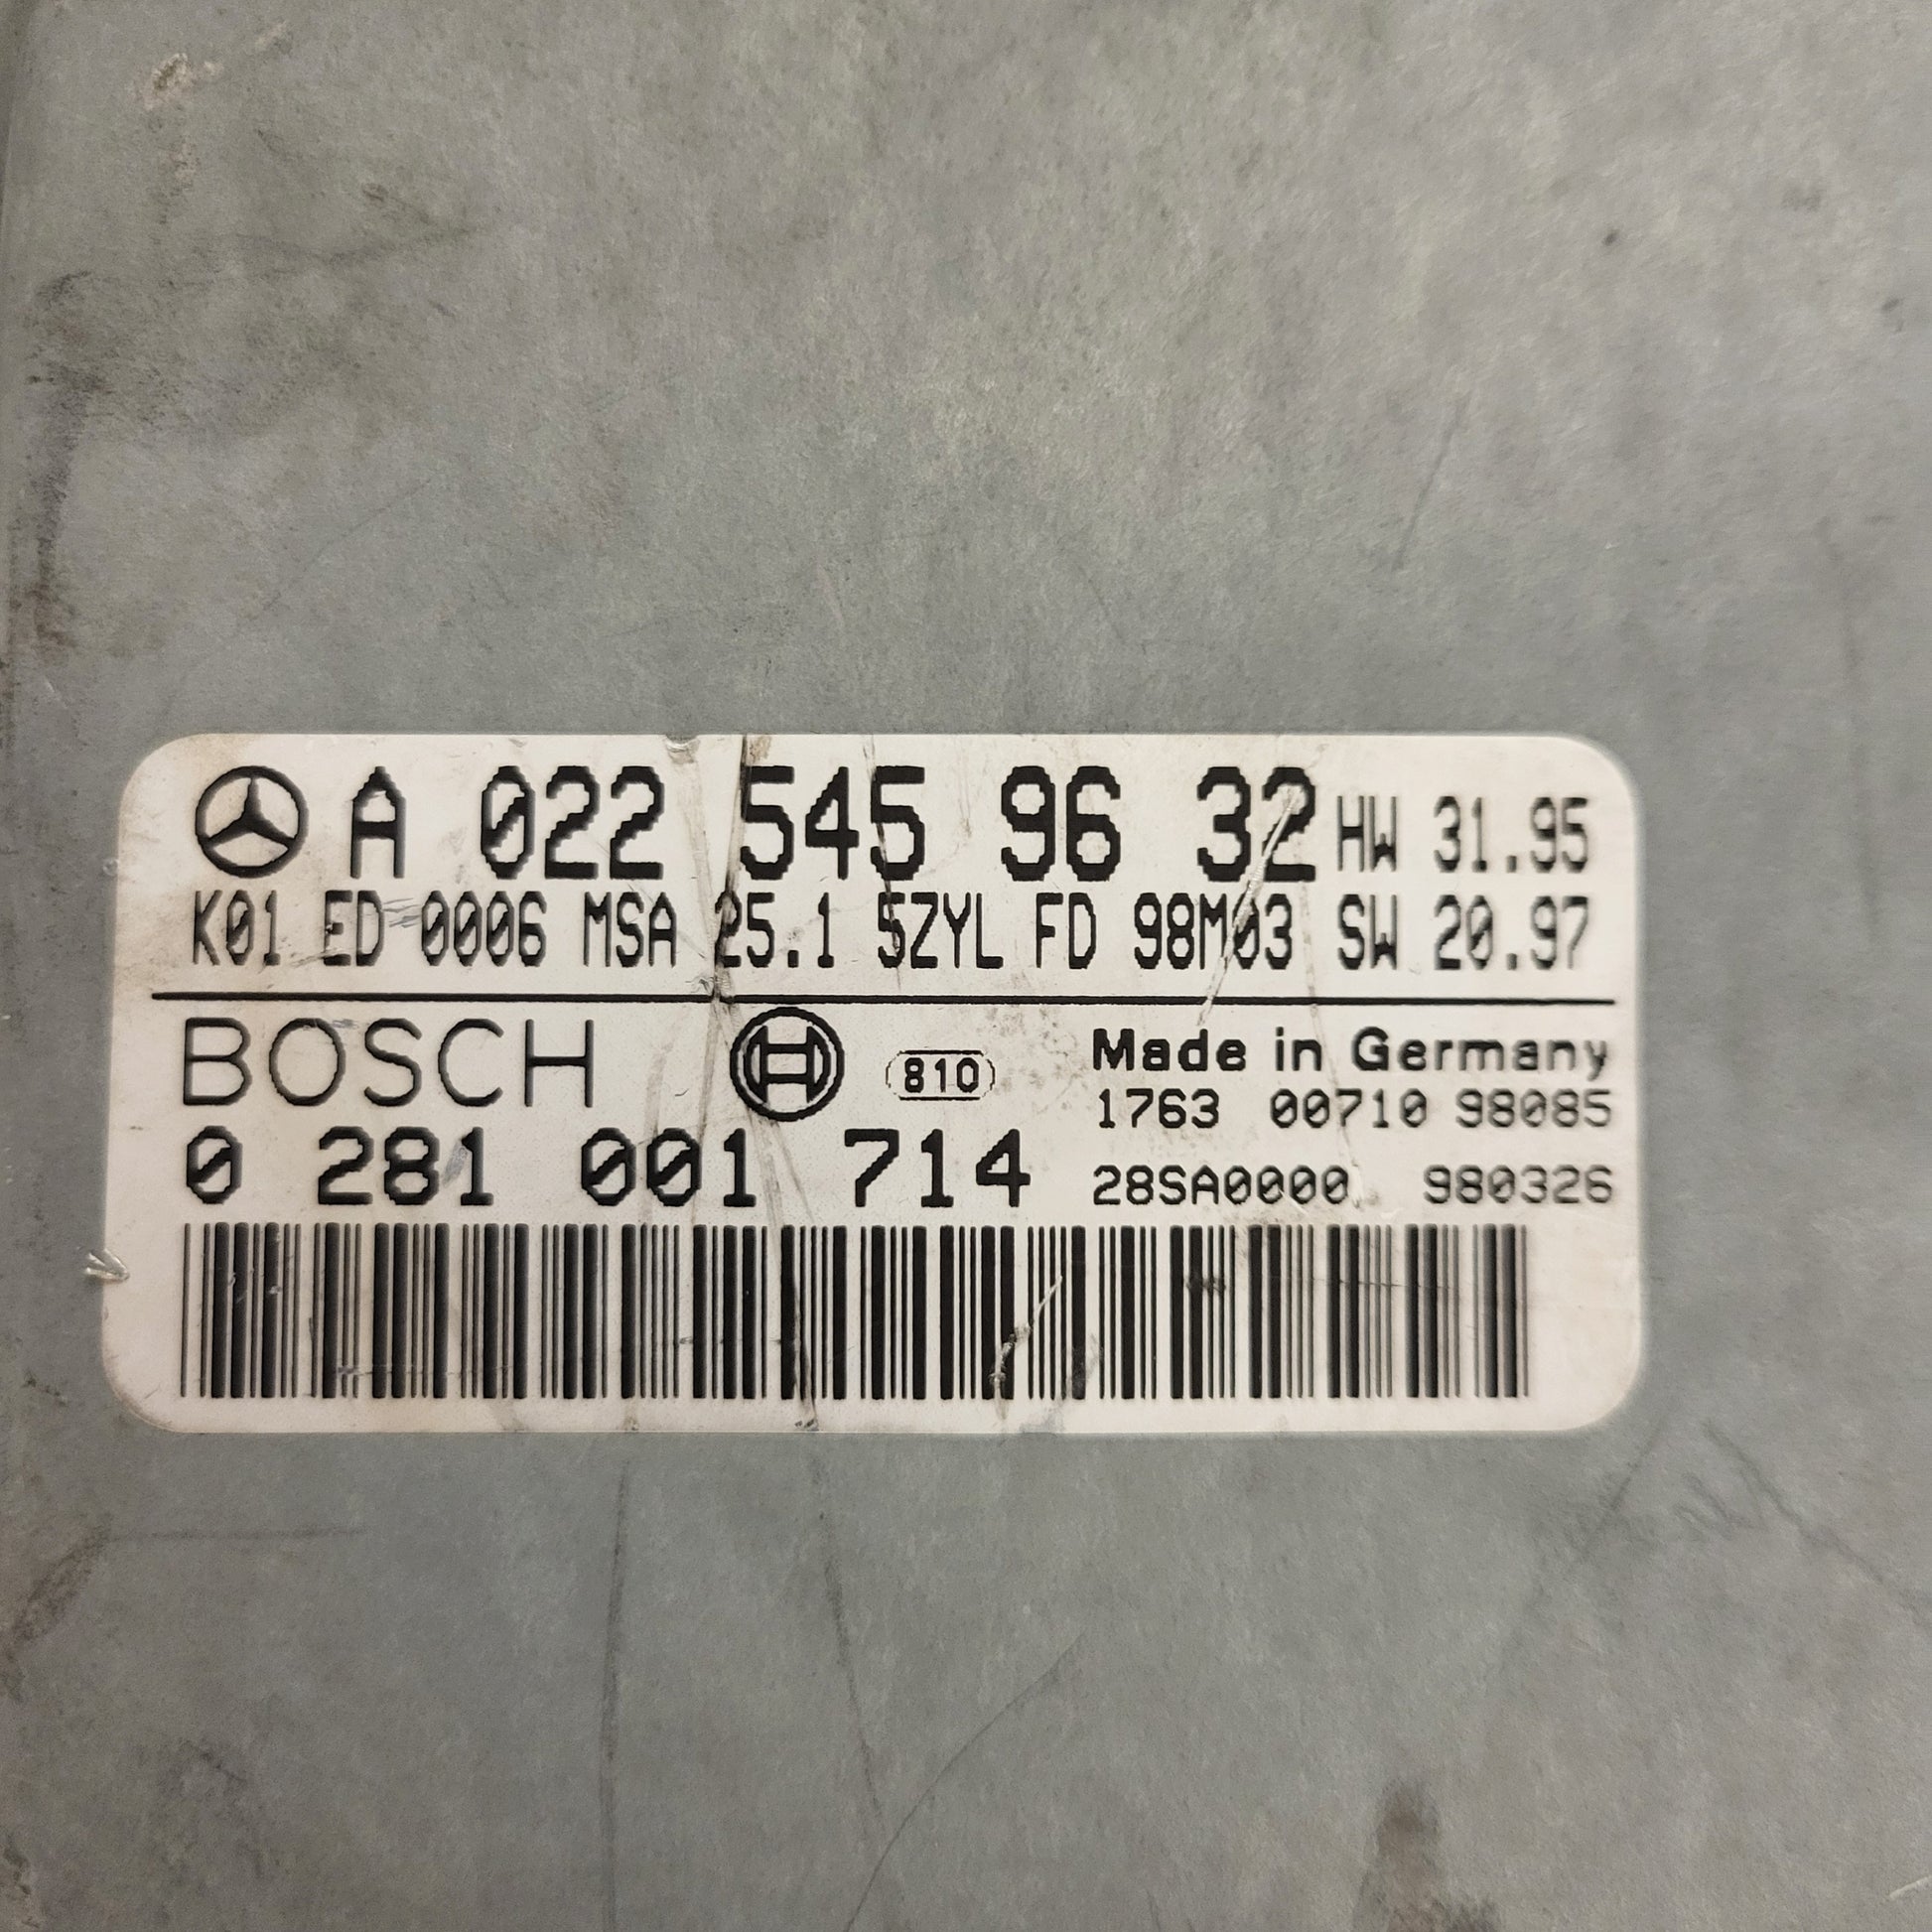 A 022 545 96 32 HW 31.95
K01 ED 0006 MSA 25.1 5ZYL FD 98M03 SW 20.97
BOSCH 810 Made in Germany
1763 00710 98085
0 281 001 714 28SA0000 980326